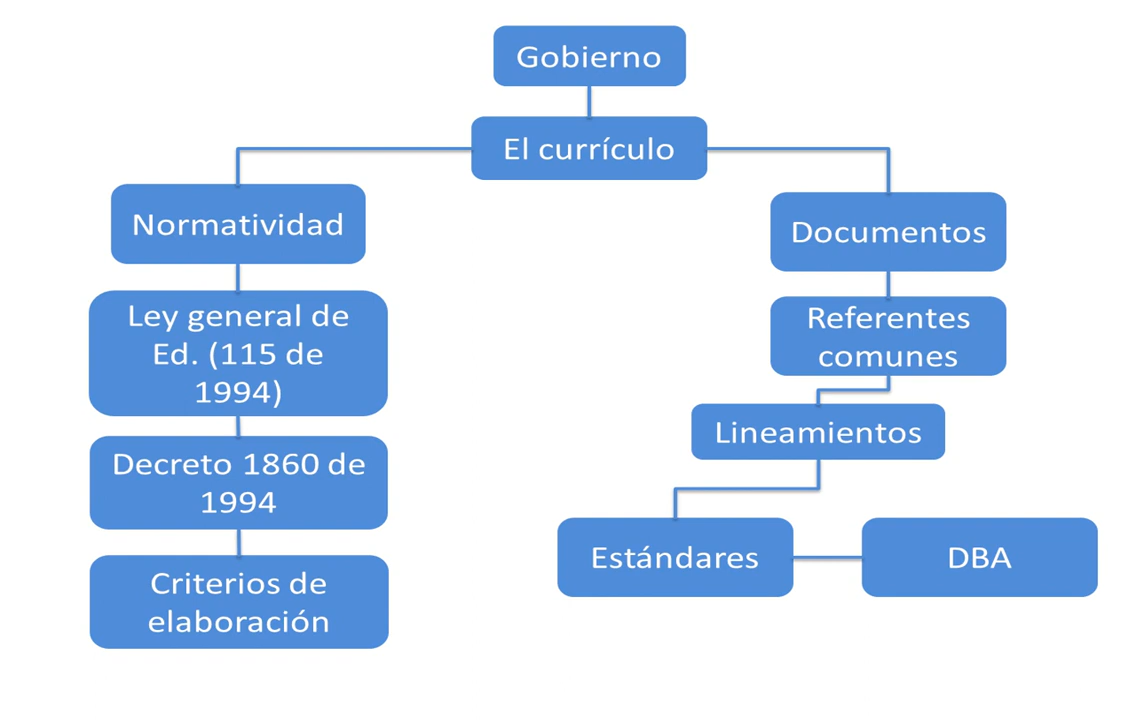 Gobierno
El currículo
Normatividad
Ley general de
Ed. (115 de
1994)
Decreto 1860 de
1994
Criterios de
elaboración
Documentos
Referentes
comunes
Lineamientos
Estándares
DBA